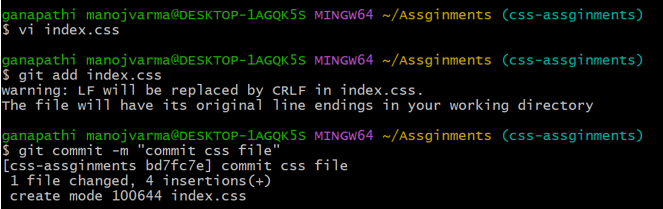 ganapathi manojvarma@DESKTOP-1AGQK5S MINGW64 ~/Assginments (css-assginments)
$ vi index.css
ganapathi manojvarma@DESKTOP-1AGQK5S MINGW64 ~/Assginments (css-assginments)
$ git add index.css
warning: LF will be replaced by CRLF in index.css.
The file will have its original line endings in your working directory
ganapathi manojvarma@DESKTOP-1AGQK5S MINGW64 ~/Assginments (css-assginments)
$ git commit -m "commit css file"
[css-assginments bd7fc7e] commit css file
1 file changed, 4 insertions(+)
create mode 100644 index.css